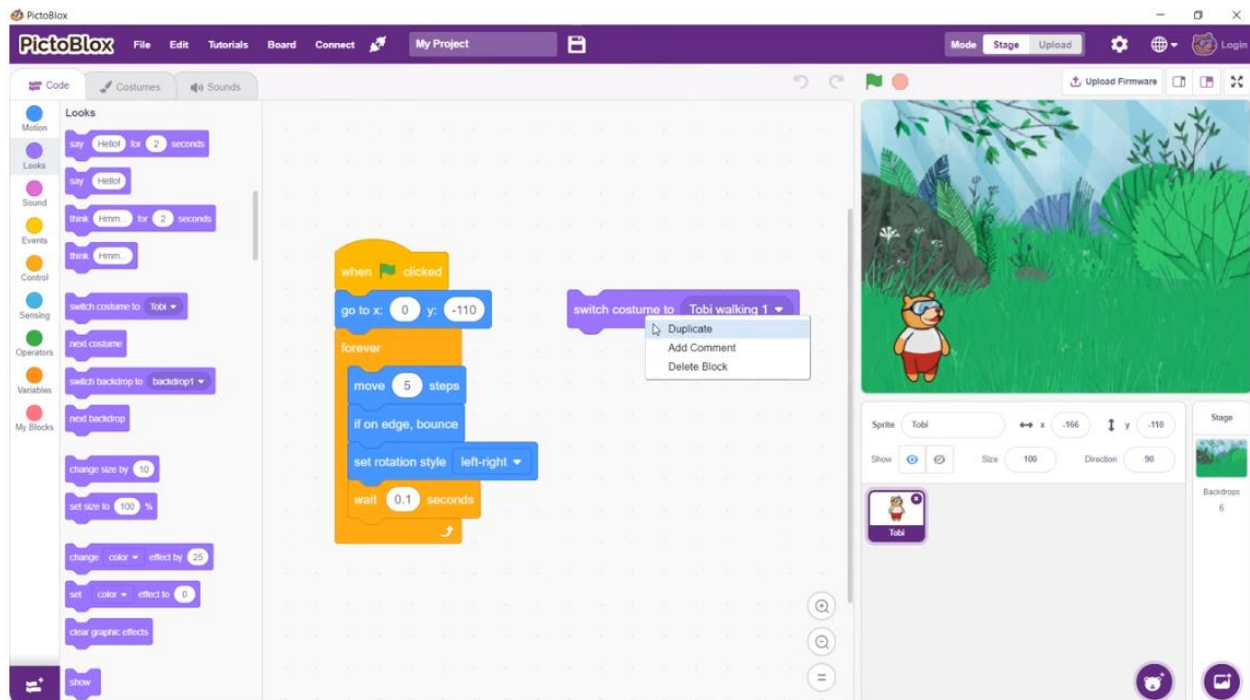 PictoBlox
PictoBlox File Edit Tutorials Board Connect My Project Mode Stage Upload Login
Code Costumes Sounds Upload Firmware
Motion
Looks
Sound
Events
Control
Sensing
Operators
Variables
My Blocks
Looks
say Hello! for 2 seconds
say Hello!
think Hmm... for 2 seconds
think Hmm...
switch costume to Tobi
next costume
switch backdrop to backdrop1
next backdrop
change size by 10
set size to 100 %
change color effect by 25
set color effect to 0
clear graphic effects
show
when clicked
go to x: 0 y: -110
forever
move 5 steps
if on edge, bounce
set rotation style left-right
wait 0.1 seconds
switch costume to Tobi walking 1
Duplicate
Add Comment
Delete Block
Sprite Tobi x -166 y -110
Show Size 100 Direction 90
Tobi
Stage
Backdrops
6